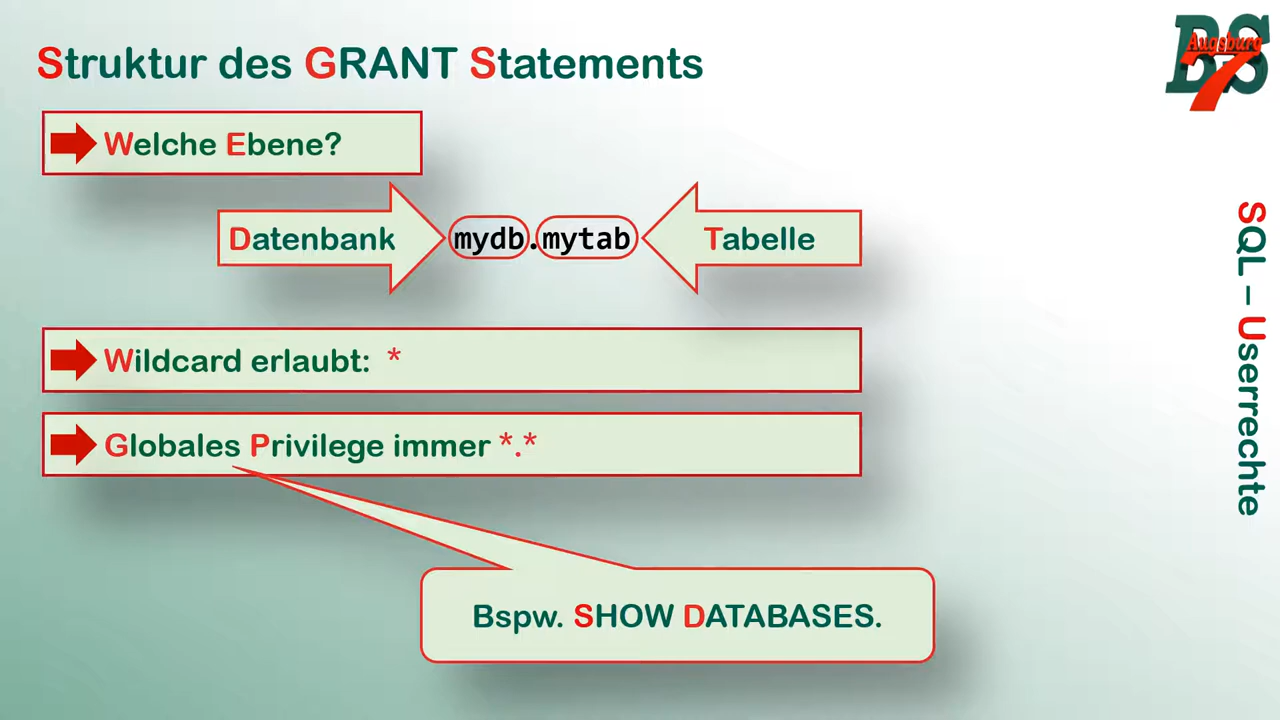 Struktur des GRANT Statements
BS7
Augsburg
Welche Ebene?
Datenbank
mydb.mytab
Tabelle
Wildcard erlaubt: *
Globales Privilege immer *.*
Bspw. SHOW DATABASES.
SQL – Userrechte